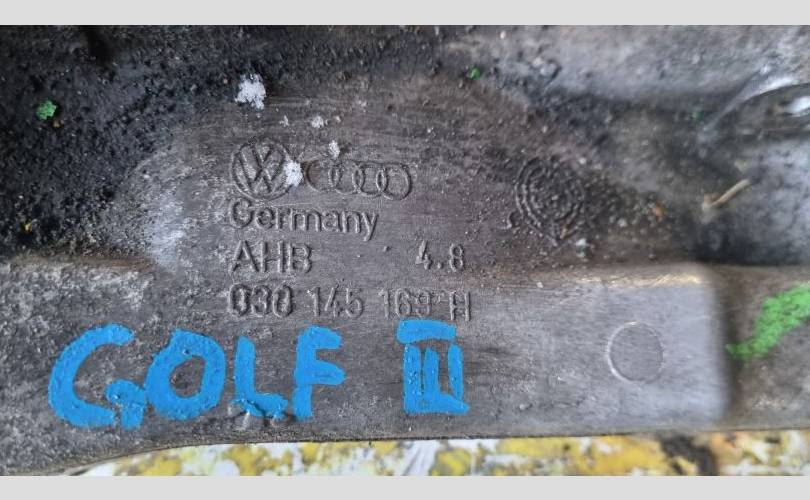 Germany
AHB 4.8
030 145 169 H
GOLF III